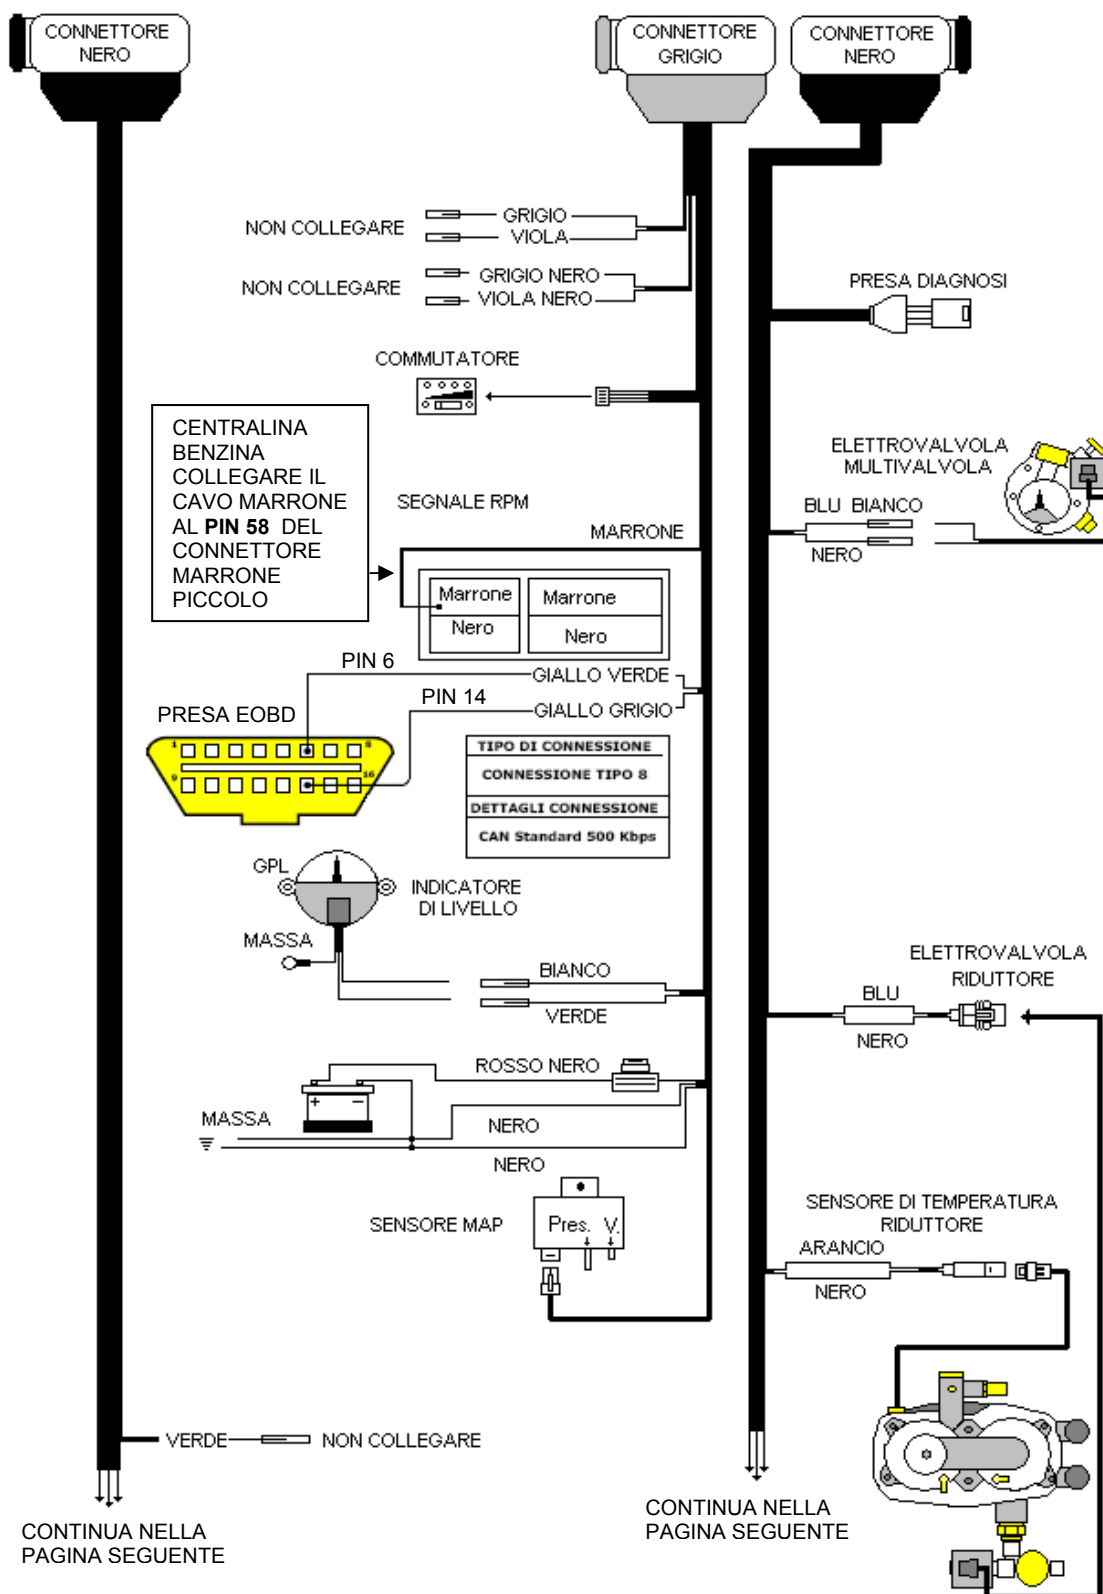 CONNETTORE
NERO
CONNETTORE
GRIGIO
CONNETTORE
NERO
NON COLLEGARE
GRIGIO
VIOLA
NON COLLEGARE
GRIGIO NERO
VIOLA NERO
PRESA DIAGNOSI
COMMUTATORE
CENTRALINA
BENZINA
COLLEGARE IL
CAVO MARRONE
AL PIN 58 DEL
CONNETTORE
MARRONE
PICCOLO
SEGNALE RPM
MARRONE
ELETTROVALVOLA
MULTIVALVOLA
BLU BIANCO
NERO
Marrone
Marrone
Nero
Nero
PIN 6
GIALLO VERDE
PIN 14
GIALLO GRIGIO
PRESA EOBD
1
8
9
16
TIPO DI CONNESSIONE
CONNESSIONE TIPO 8
DETTAGLI CONNESSIONE
CAN Standard 500 Kbps
GPL
INDICATORE
DI LIVELLO
MASSA
BIANCO
VERDE
ELETTROVALVOLA
RIDUTTORE
BLU
NERO
ROSSO NERO
+ −
MASSA
NERO
NERO
SENSORE MAP
Pres. V.
SENSORE DI TEMPERATURA
RIDUTTORE
ARANCIO
NERO
VERDE
NON COLLEGARE
CONTINUA NELLA
PAGINA SEGUENTE
CONTINUA NELLA
PAGINA SEGUENTE